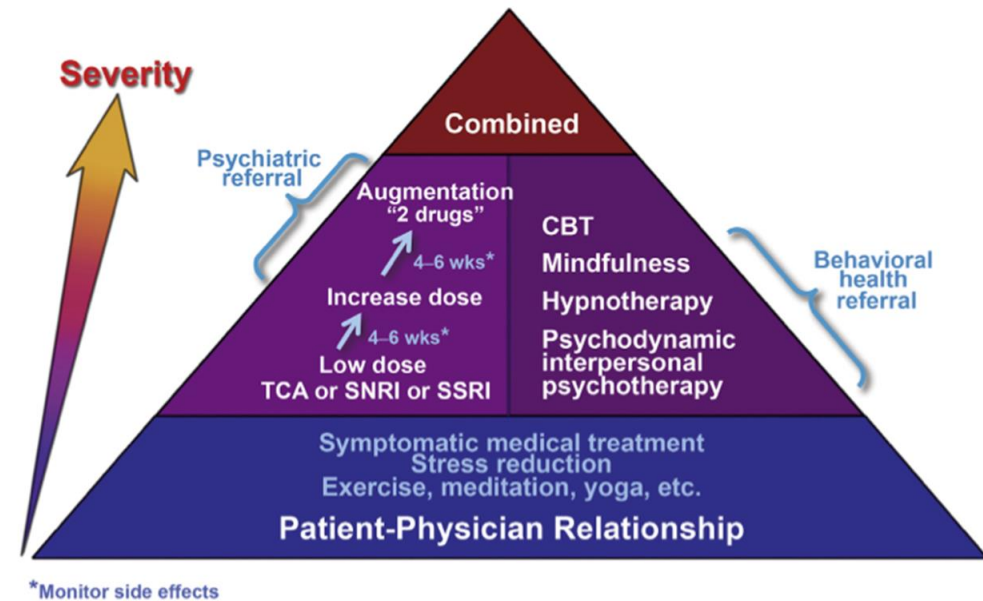 Severity
Combined
Psychiatric
referral
Augmentation
“2 drugs”
4–6 wks*
Increase dose
4–6 wks*
Low dose
TCA or SNRI or SSRI
CBT
Mindfulness
Hypnotherapy
Psychodynamic
interpersonal
psychotherapy
Behavioral
health
referral
Symptomatic medical treatment
Stress reduction
Exercise, meditation, yoga, etc.
Patient-Physician Relationship
*Monitor side effects